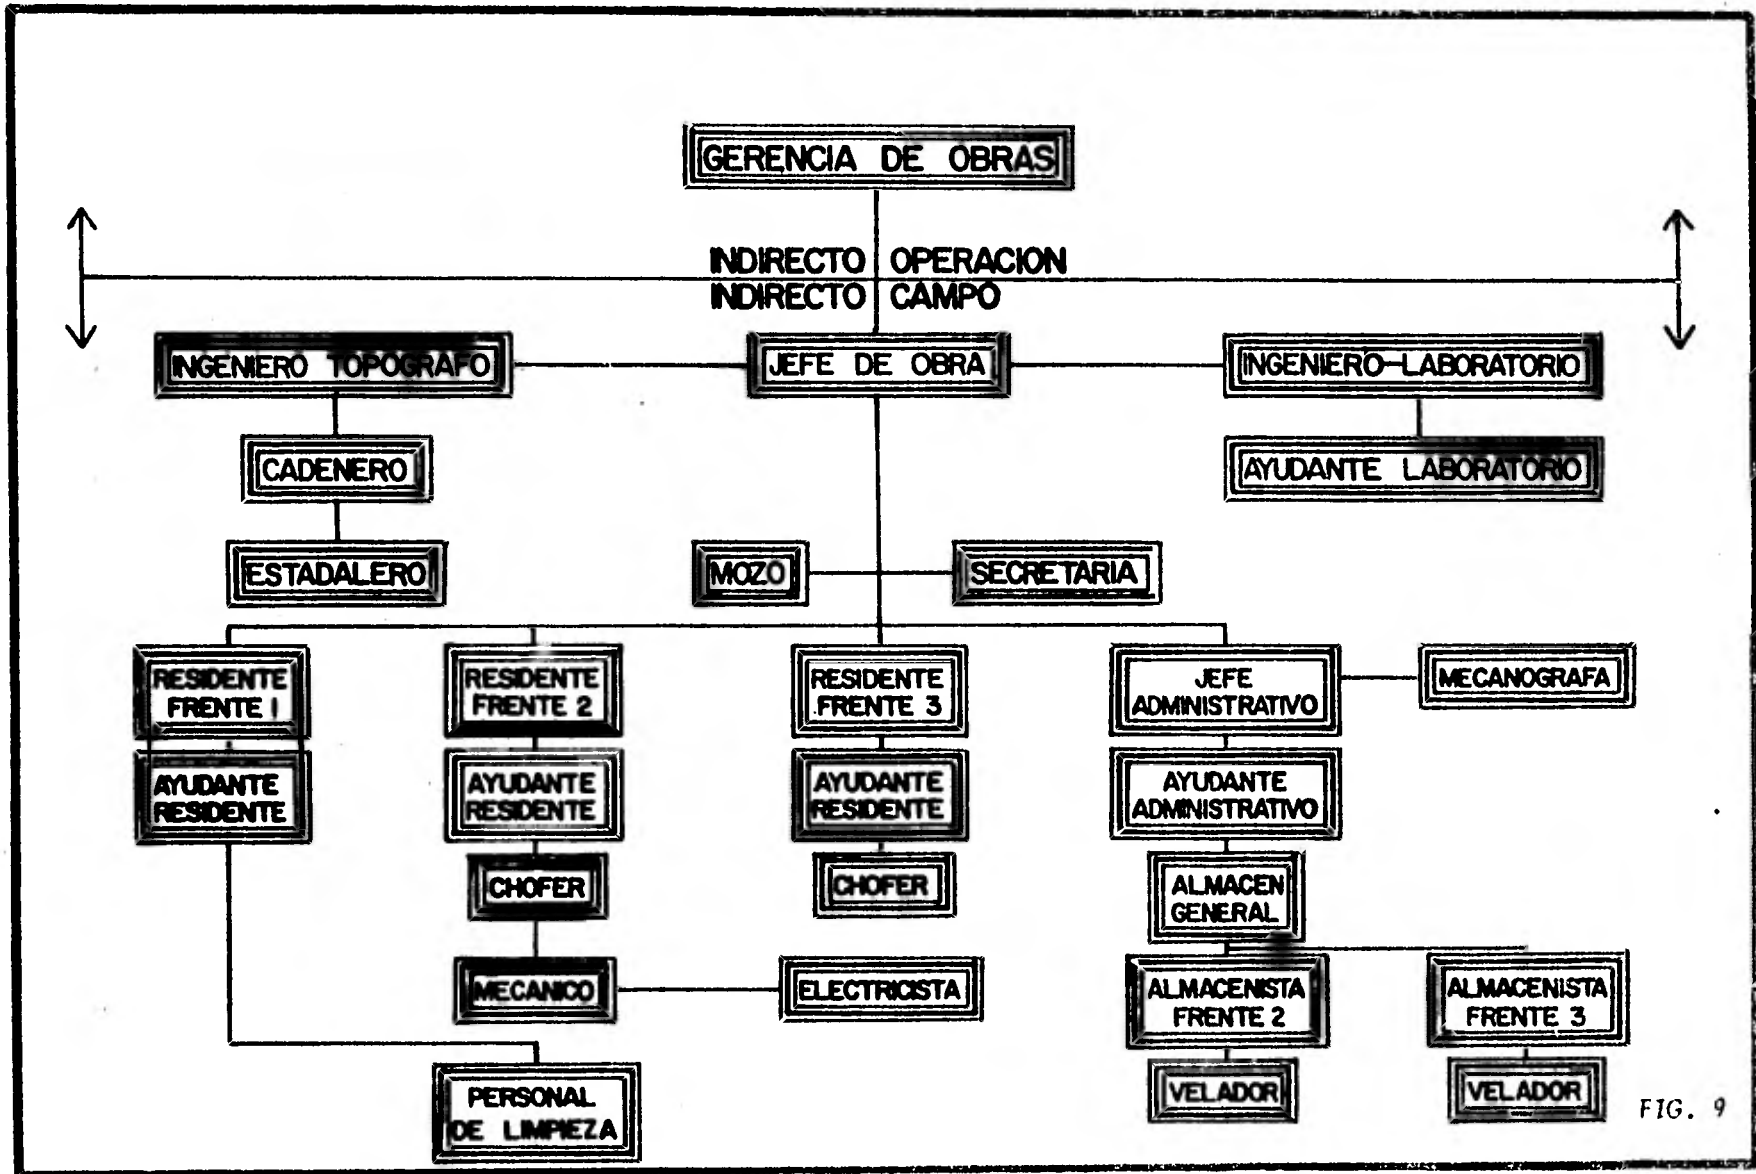 GERENCIA DE OBRAS
INDIRECTO OPERACION
INDIRECTO CAMPO
INGENIERO TOPOGRAFO
JEFE DE OBRA
INGENIERO-LABORATORIO
CADENERO
AYUDANTE LABORATORIO
ESTADALERO
MOZO
SECRETARIA
RESIDENTE
FRENTE 1
RESIDENTE
FRENTE 2
RESIDENTE
FRENTE 3
JEFE
ADMINISTRATIVO
MECANOGRAFA
AYUDANTE
RESIDENTE
AYUDANTE
RESIDENTE
AYUDANTE
RESIDENTE
AYUDANTE
ADMINISTRATIVO
CHOFER
CHOFER
ALMACEN
GENERAL
MECANICO
ELECTRICISTA
ALMACENISTA
FRENTE 2
ALMACENISTA
FRENTE 3
PERSONAL
DE LIMPIEZA
VELADOR
VELADOR
FIG. 9